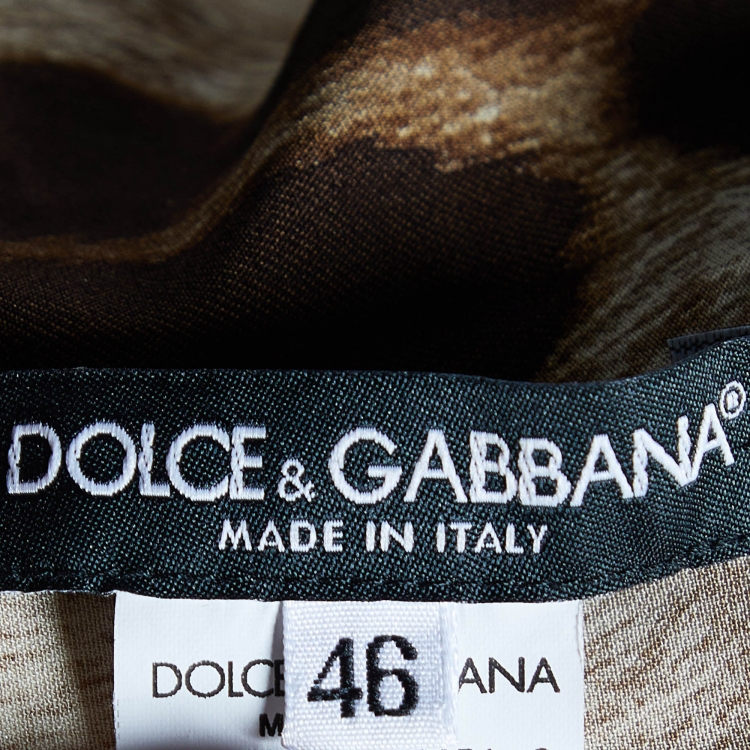 DOLCE & GABBANA®
MADE IN ITALY
46
DOLCE ANA
M